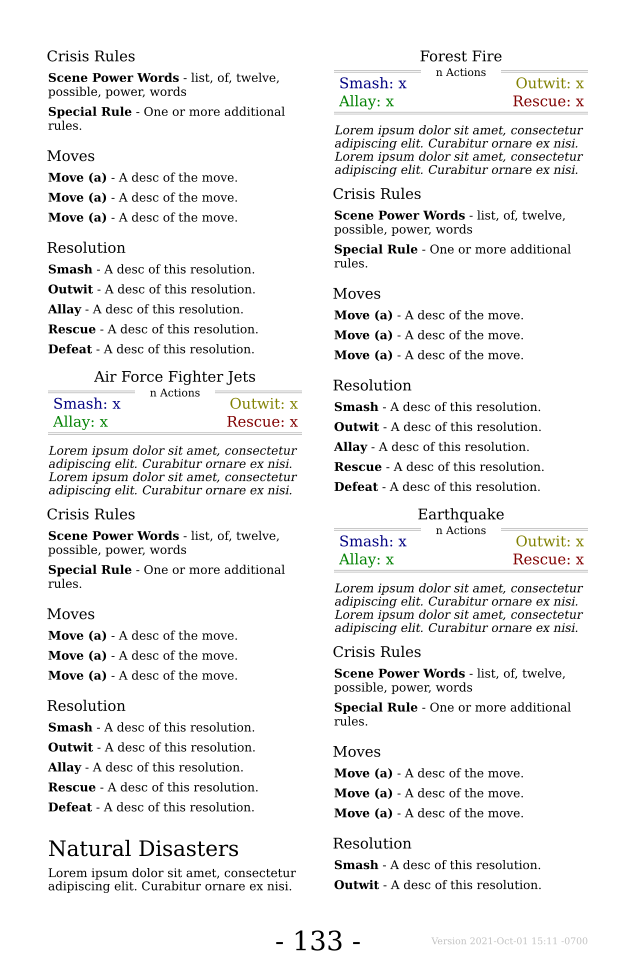 Crisis Rules
Scene Power Words - list, of, twelve,
possible, power, words
Special Rule - One or more additional
rules.
Moves
Move (a) - A desc of the move.
Move (a) - A desc of the move.
Move (a) - A desc of the move.
Resolution
Smash - A desc of this resolution.
Outwit - A desc of this resolution.
Allay - A desc of this resolution.
Rescue - A desc of this resolution.
Defeat - A desc of this resolution.
Air Force Fighter Jets
n Actions
Smash: x Outwit: x
Allay: x Rescue: x
Lorem ipsum dolor sit amet, consectetur
adipiscing elit. Curabitur ornare ex nisi.
Lorem ipsum dolor sit amet, consectetur
adipiscing elit. Curabitur ornare ex nisi.
Crisis Rules
Scene Power Words - list, of, twelve,
possible, power, words
Special Rule - One or more additional
rules.
Moves
Move (a) - A desc of the move.
Move (a) - A desc of the move.
Move (a) - A desc of the move.
Resolution
Smash - A desc of this resolution.
Outwit - A desc of this resolution.
Allay - A desc of this resolution.
Rescue - A desc of this resolution.
Defeat - A desc of this resolution.
Natural Disasters
Lorem ipsum dolor sit amet, consectetur
adipiscing elit. Curabitur ornare ex nisi.
Forest Fire
n Actions
Smash: x Outwit: x
Allay: x Rescue: x
Lorem ipsum dolor sit amet, consectetur
adipiscing elit. Curabitur ornare ex nisi.
Lorem ipsum dolor sit amet, consectetur
adipiscing elit. Curabitur ornare ex nisi.
Crisis Rules
Scene Power Words - list, of, twelve,
possible, power, words
Special Rule - One or more additional
rules.
Moves
Move (a) - A desc of the move.
Move (a) - A desc of the move.
Move (a) - A desc of the move.
Resolution
Smash - A desc of this resolution.
Outwit - A desc of this resolution.
Allay - A desc of this resolution.
Rescue - A desc of this resolution.
Defeat - A desc of this resolution.
Earthquake
n Actions
Smash: x Outwit: x
Allay: x Rescue: x
Lorem ipsum dolor sit amet, consectetur
adipiscing elit. Curabitur ornare ex nisi.
Lorem ipsum dolor sit amet, consectetur
adipiscing elit. Curabitur ornare ex nisi.
Crisis Rules
Scene Power Words - list, of, twelve,
possible, power, words
Special Rule - One or more additional
rules.
Moves
Move (a) - A desc of the move.
Move (a) - A desc of the move.
Move (a) - A desc of the move.
Resolution
Smash - A desc of this resolution.
Outwit - A desc of this resolution.
- 133 -
Version 2021-Oct-01 15:11 -0700